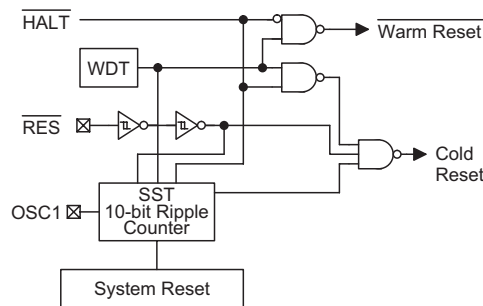 HALT
Warm Reset
WDT
RES
Cold
Reset
SST
10-bit Ripple
Counter
OSC1
System Reset